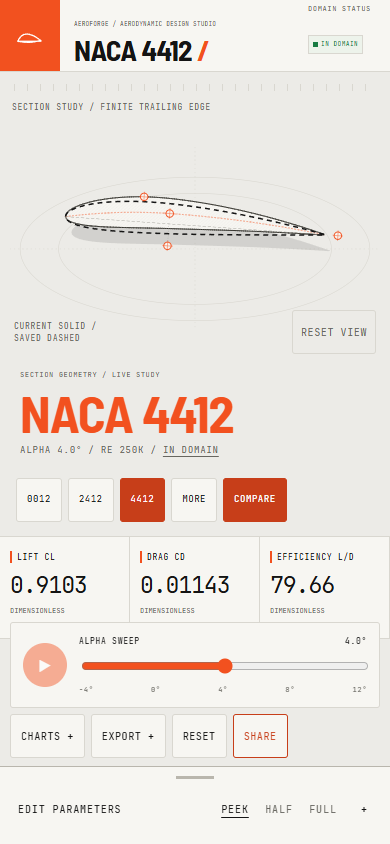 DOMAIN STATUS
AEROFORGE / AERODYNAMIC DESIGN STUDIO
NACA 4412 /
IN DOMAIN
SECTION STUDY / FINITE TRAILING EDGE
CURRENT SOLID /
SAVED DASHED
RESET VIEW
SECTION GEOMETRY / LIVE STUDY
NACA 4412
ALPHA 4.0° / RE 250K / IN DOMAIN
0012 2412 4412 MORE COMPARE
LIFT CL DRAG CD EFFICIENCY L/D
0.9103 0.01143 79.66
DIMENSIONLESS DIMENSIONLESS DIMENSIONLESS
ALPHA SWEEP 4.0°
-4° 0° 4° 8° 12°
CHARTS + EXPORT + RESET SHARE
EDIT PARAMETERS PEEK HALF FULL +